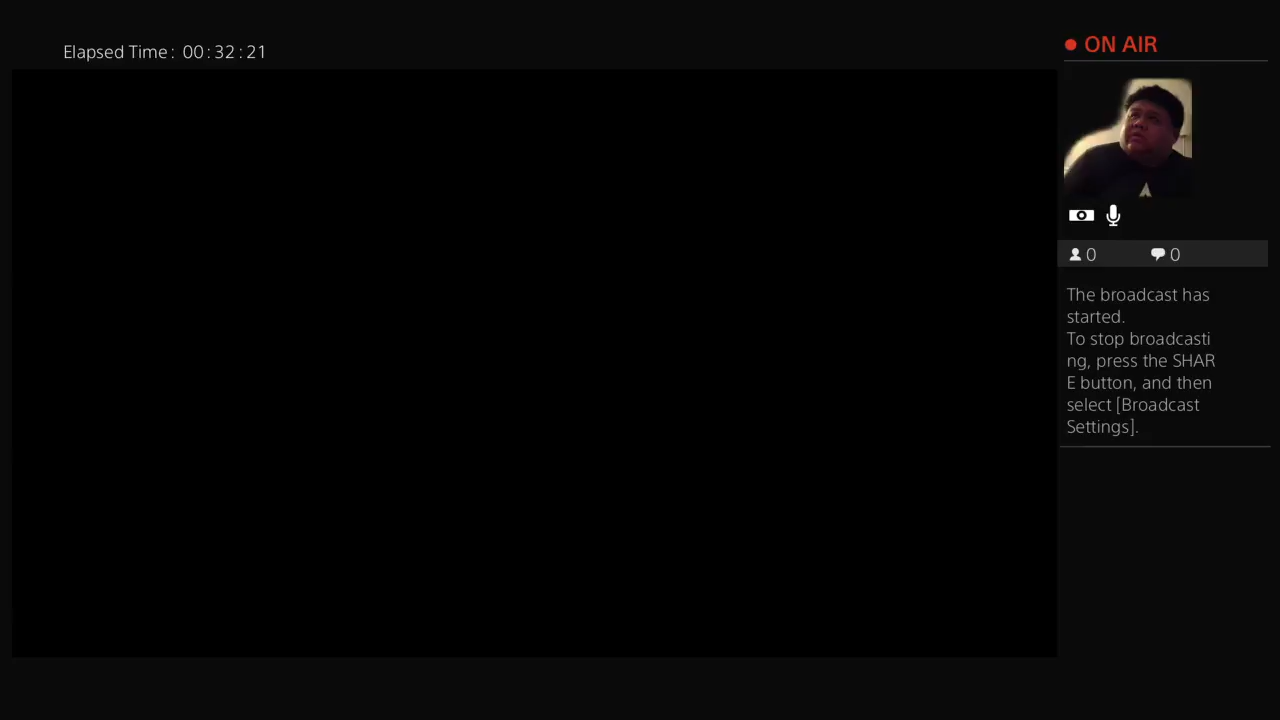 Elapsed Time: 00:32:21
ON AIR
0 0
The broadcast has
started.
To stop broadcasti
ng, press the SHAR
E button, and then
select [Broadcast
Settings].